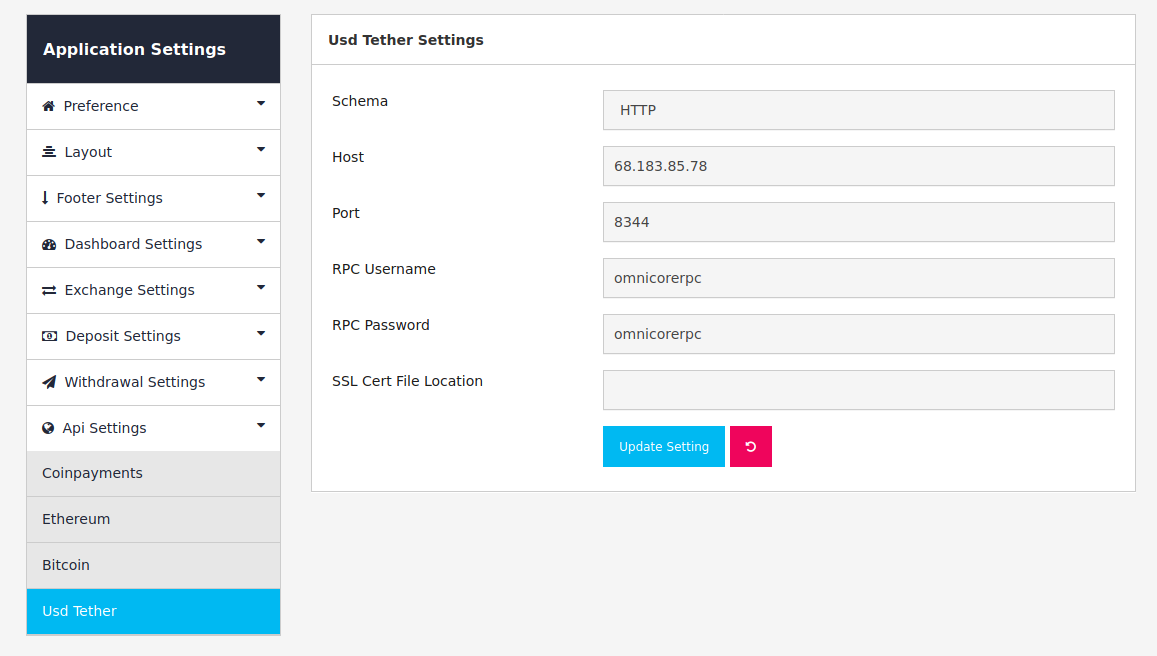 Application Settings
Preference
Layout
Footer Settings
Dashboard Settings
Exchange Settings
Deposit Settings
Withdrawal Settings
Api Settings
Coinpayments
Ethereum
Bitcoin
Usd Tether
Usd Tether Settings
Schema HTTP
Host 68.183.85.78
Port 8344
RPC Username omnicorerpc
RPC Password omnicorerpc
SSL Cert File Location
Update Setting